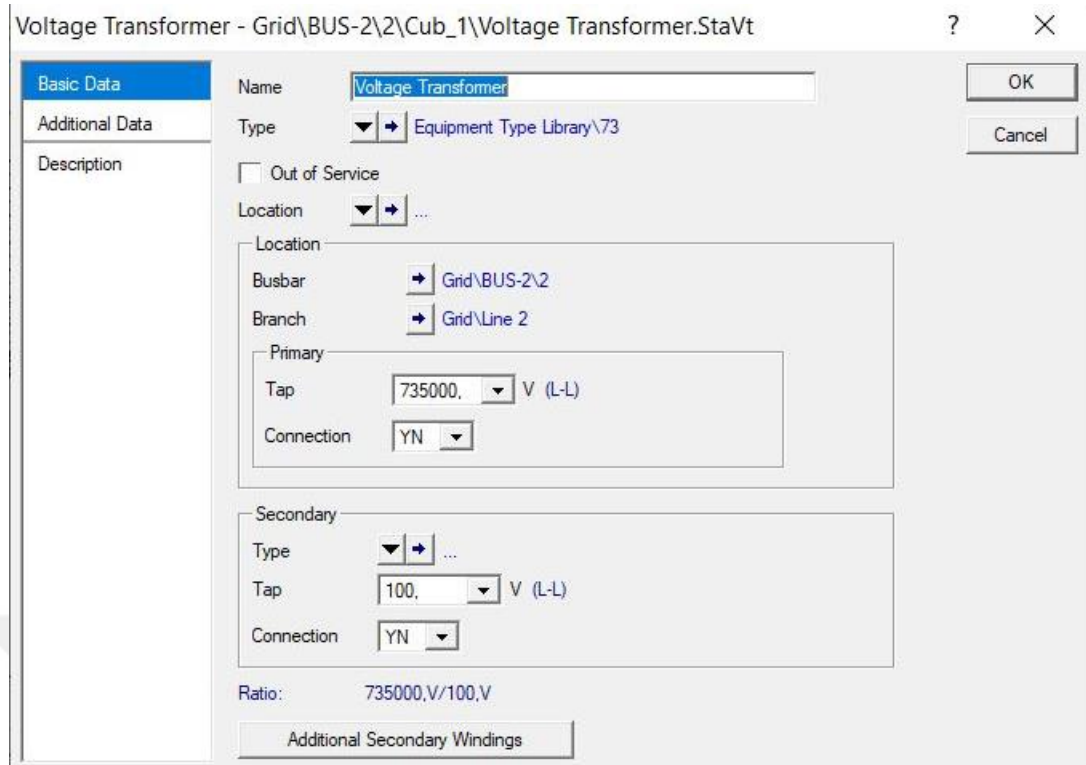 Voltage Transformer - Grid\BUS-2\2\Cub_1\Voltage Transformer.StaVt ? ×
Basic Data
Additional Data
Description
Name Voltage Transformer
Type Equipment Type Library\73
Out of Service
Location ...
Location
Busbar Grid\BUS-2\2
Branch Grid\Line 2
Primary
Tap 735000, V (L-L)
Connection YN
Secondary
Type ...
Tap 100, V (L-L)
Connection YN
Ratio: 735000,V/100,V
Additional Secondary Windings
OK
Cancel